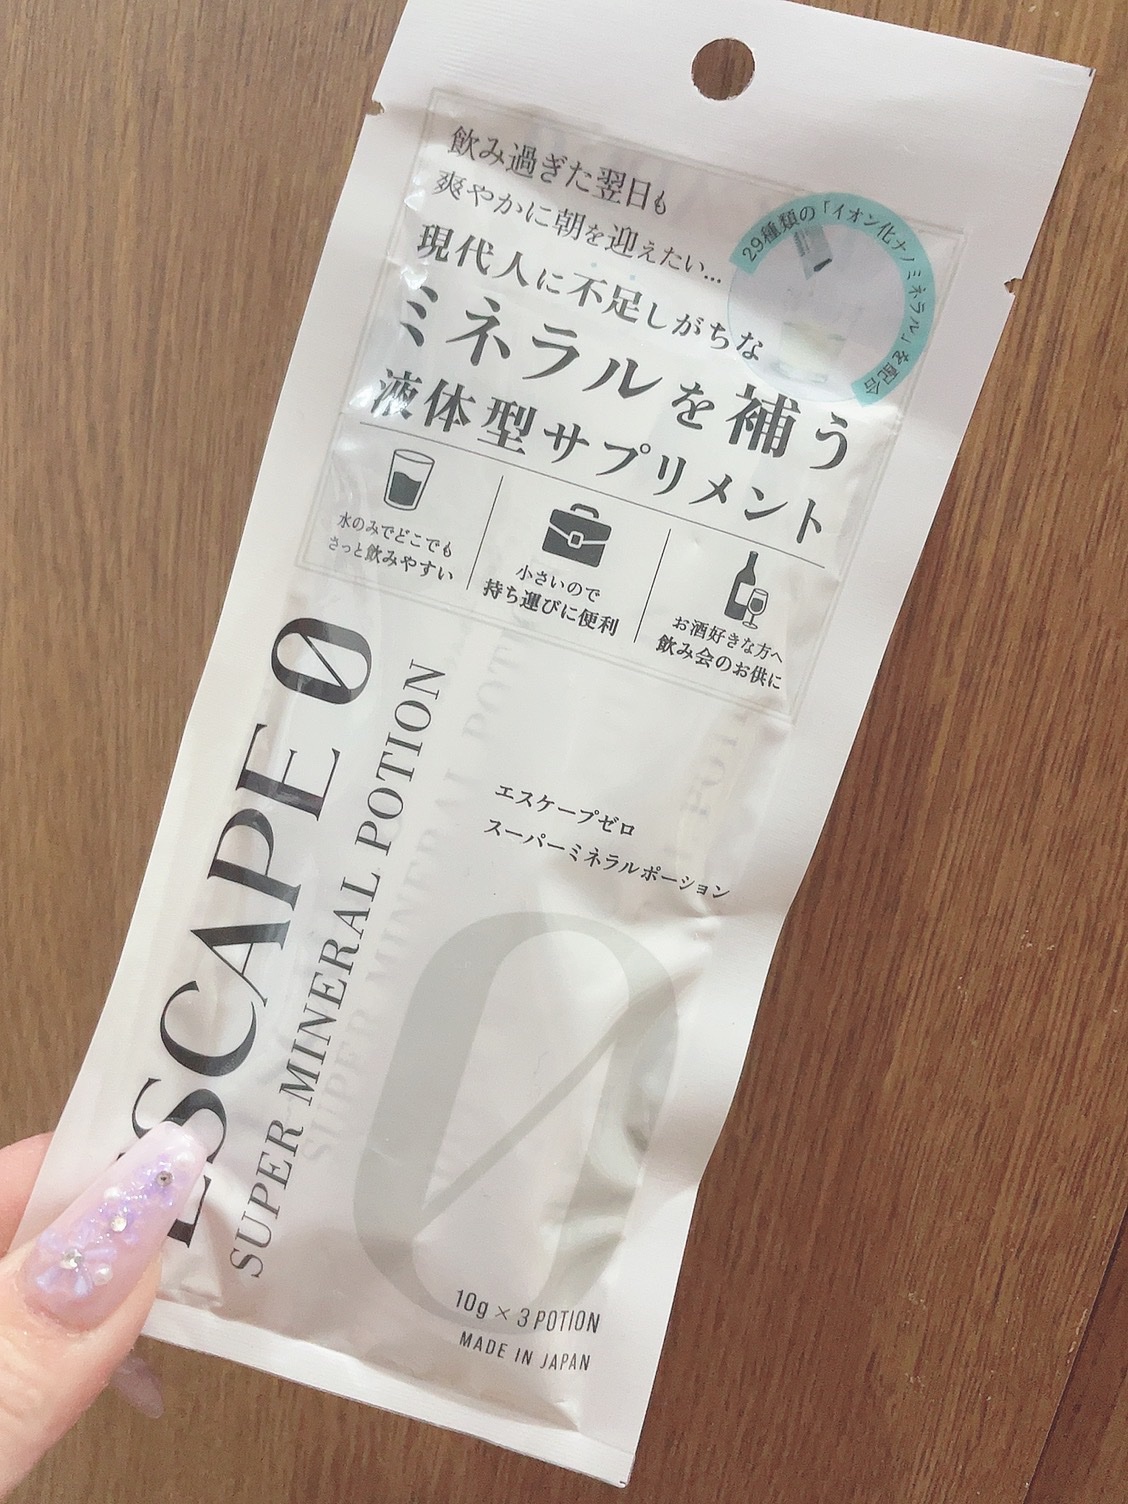 飲み過ぎた翌日も
爽やかに朝を迎えたい...
現代人に不足しがちな
ミネラルを補う
液体型サプリメント
29種類の「イオン化ナノミネラル」を配合
水のみでどこでも
さっと飲みやすい
小さいので
持ち運びに便利
お酒好きな方へ
飲み会のお供に
ESCAPE 0
SUPER MINERAL POTION
エスケープゼロ
スーパーミネラルポーション
0
10g × 3 POTION
MADE IN JAPAN